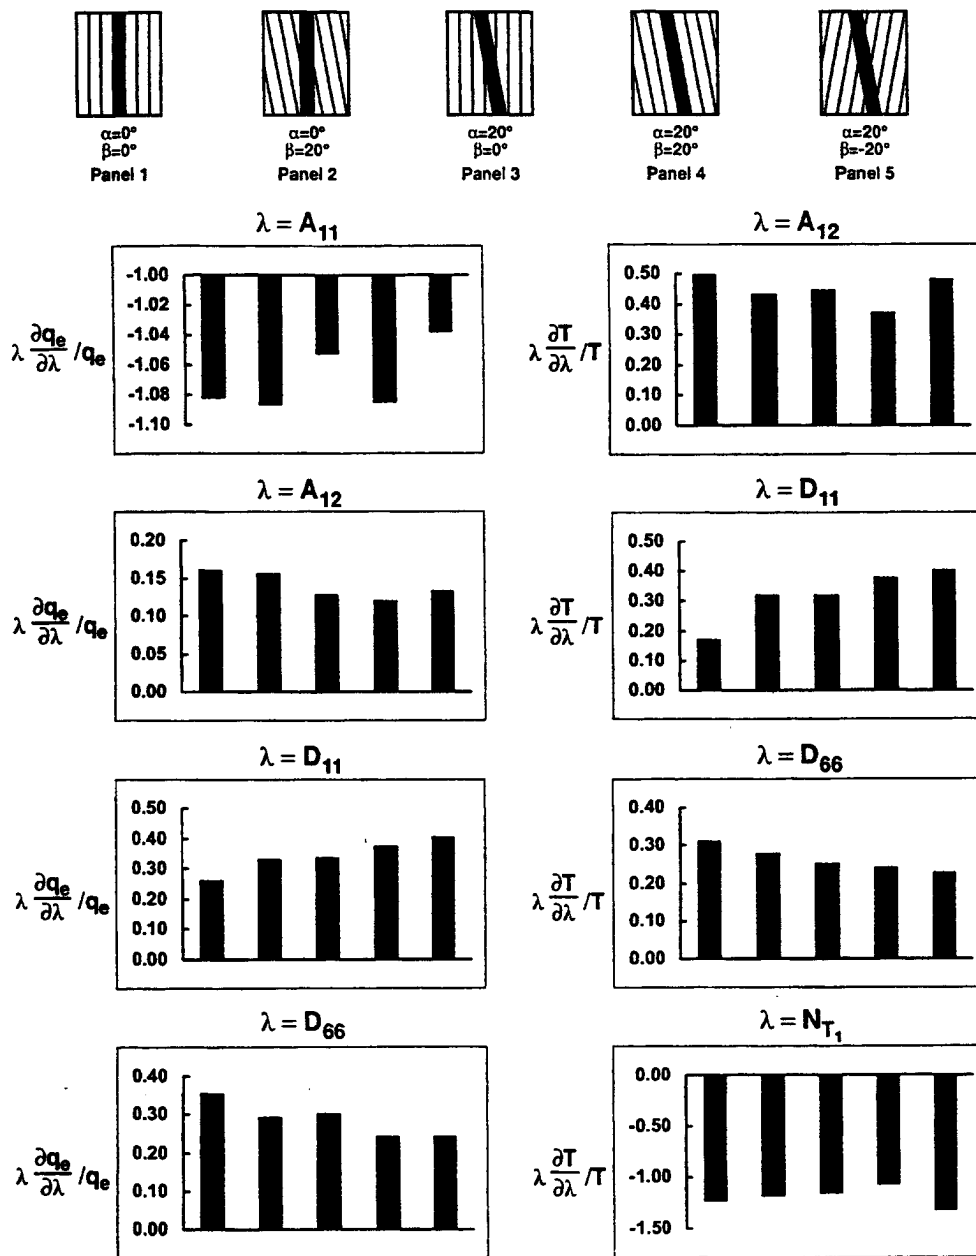 α=0°
β=0°
Panel 1
α=0°
β=20°
Panel 2
α=20°
β=0°
Panel 3
α=20°
β=20°
Panel 4
α=20°
β=-20°
Panel 5
λ = A11
λ ∂qe/∂λ /qe
-1.00
-1.02
-1.04
-1.06
-1.08
-1.10
λ = A12
λ ∂T/∂λ /T
0.50
0.40
0.30
0.20
0.10
0.00
λ = A12
λ ∂qe/∂λ /qe
0.20
0.15
0.10
0.05
0.00
λ = D11
λ ∂T/∂λ /T
0.50
0.40
0.30
0.20
0.10
0.00
λ = D11
λ ∂qe/∂λ /qe
0.50
0.40
0.30
0.20
0.10
0.00
λ = D66
λ ∂T/∂λ /T
0.40
0.30
0.20
0.10
0.00
λ = D66
λ ∂qe/∂λ /qe
0.40
0.30
0.20
0.10
0.00
λ = NT1
λ ∂T/∂λ /T
0.00
-0.50
-1.00
-1.50